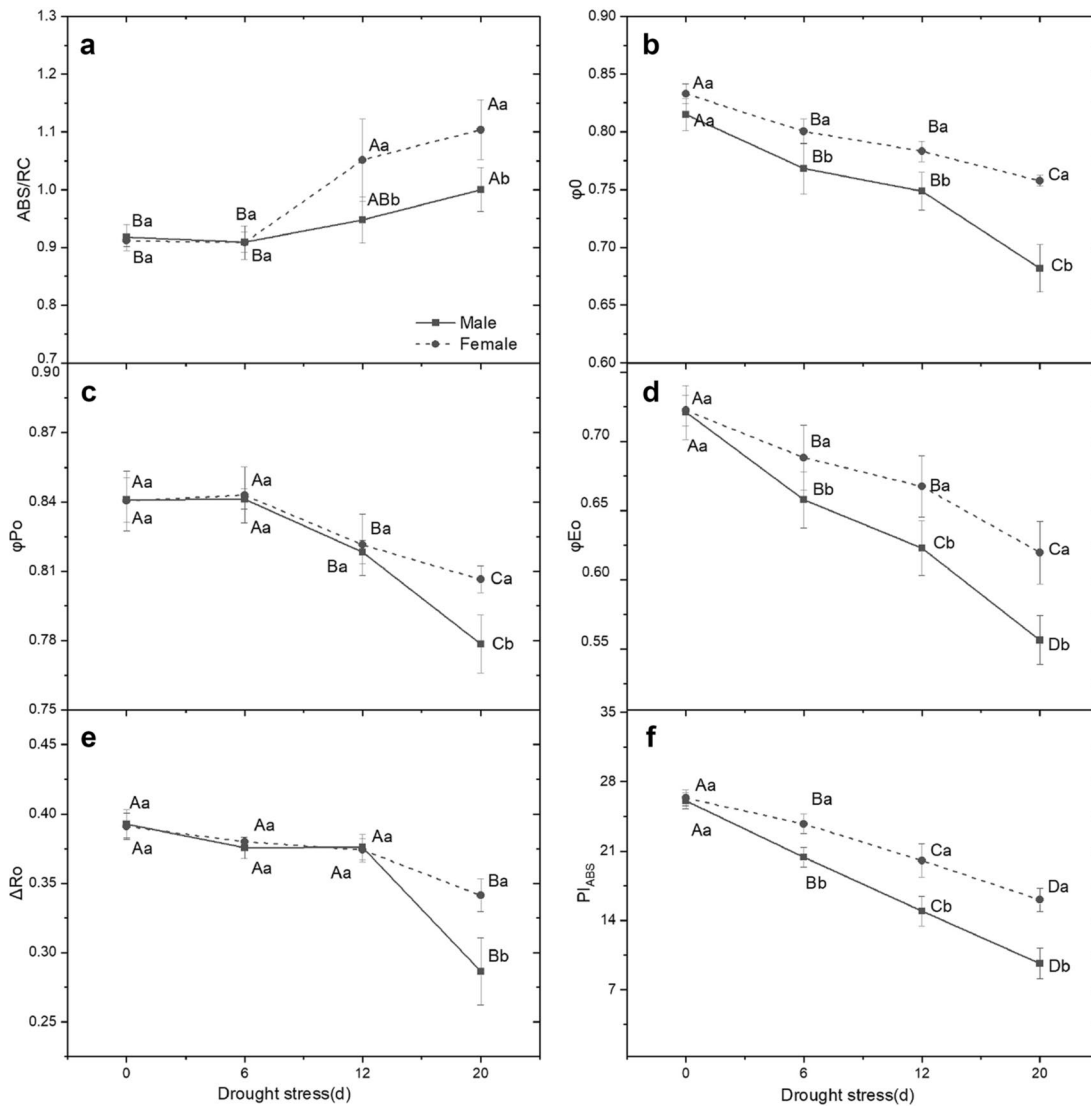 a
1.3
1.2
1.1
1.0
0.9
0.8
0.7
ABS/RC
Ba
Ba
Ba
Ba
Aa
ABb
Aa
Ab
Male
Female
b
0.90
0.85
0.80
0.75
0.70
0.65
0.60
φ0
Aa
Aa
Ba
Bb
Ba
Bb
Ca
Cb
c
0.90
0.87
0.84
0.81
0.78
0.75
φPo
Aa
Aa
Aa
Aa
Ba
Ba
Ca
Cb
d
0.70
0.65
0.60
0.55
φEo
Aa
Aa
Ba
Bb
Ba
Cb
Ca
Db
e
0.45
0.40
0.35
0.30
0.25
ΔRo
Aa
Aa
Aa
Aa
Aa
Aa
Ba
Bb
0 6 12 20
Drought stress(d)
f
35
28
21
14
7
PI_ABS
Aa
Aa
Ba
Bb
Ca
Cb
Da
Db
0 6 12 20
Drought stress(d)